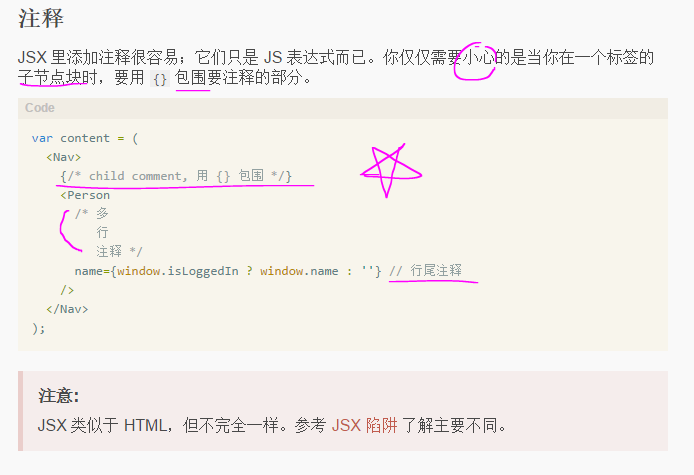 注释
JSX 里添加注释很容易；它们只是 JS 表达式而已。你仅仅需要小心的是当你在一个标签的
子节点块时，要用 {} 包围要注释的部分。
Code
var content = (
  <Nav>
    {/* child comment, 用 {} 包围 */}
    <Person
      /* 多
         行
         注释 */
      name={window.isLoggedIn ? window.name : ''} // 行尾注释
    />
  </Nav>
);
注意:
JSX 类似于 HTML，但不完全一样。参考 JSX 陷阱 了解主要不同。